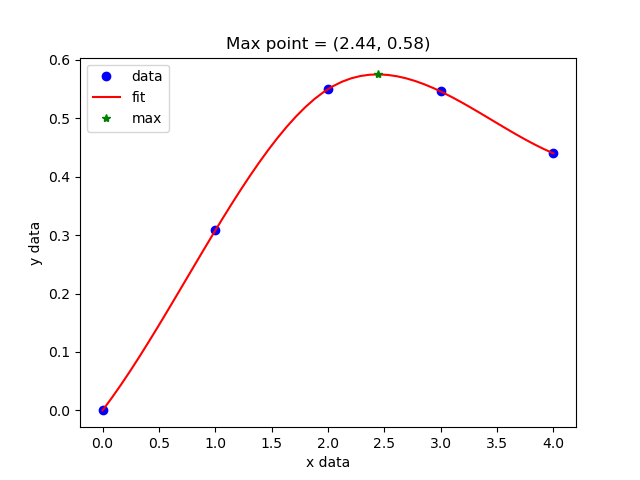 Max point = (2.44, 0.58)
data
fit
max
0.6
0.5
0.4
0.3
0.2
0.1
0.0
y data
0.0 0.5 1.0 1.5 2.0 2.5 3.0 3.5 4.0
x data